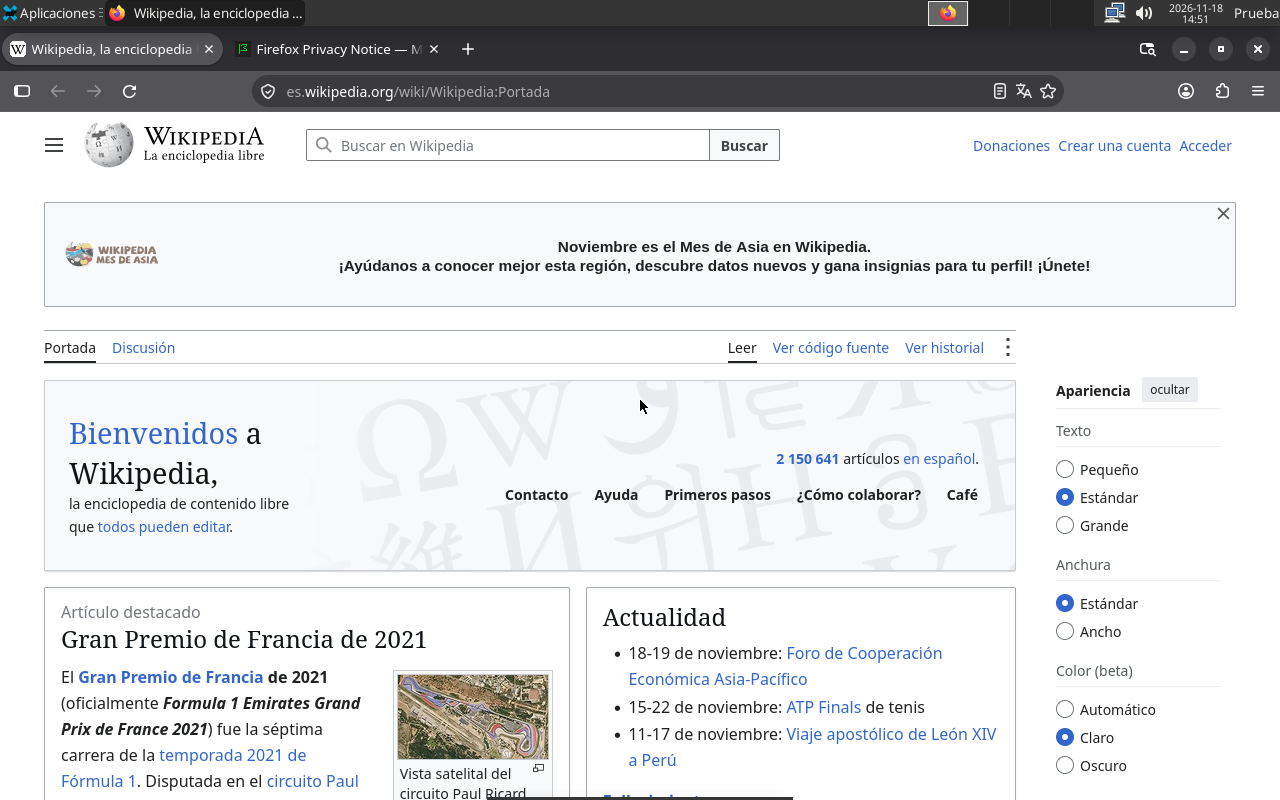 Aplicaciones
Wikipedia, la enciclopedia ...
2026-11-18
14:51
Prueba
Wikipedia, la enciclopedia
Firefox Privacy Notice — M
es.wikipedia.org/wiki/Wikipedia:Portada
WIKIPEDIA
La enciclopedia libre
Buscar en Wikipedia
Buscar
Donaciones Crear una cuenta Acceder
WIKIPEDIA
MES DE ASIA
Noviembre es el Mes de Asia en Wikipedia.
¡Ayúdanos a conocer mejor esta región, descubre datos nuevos y gana insignias para tu perfil! ¡Únete!
Portada Discusión
Leer Ver código fuente Ver historial
Bienvenidos a
Wikipedia,
la enciclopedia de contenido libre
que todos pueden editar.
2 150 641 artículos en español.
Contacto Ayuda Primeros pasos ¿Cómo colaborar? Café
Artículo destacado
Gran Premio de Francia de 2021
El Gran Premio de Francia de 2021
(oficialmente Formula 1 Emirates Grand
Prix de France 2021) fue la séptima
carrera de la temporada 2021 de
Fórmula 1. Disputada en el circuito Paul
Vista satelital del
circuito Paul Ricard
Actualidad
18-19 de noviembre: Foro de Cooperación
Económica Asia-Pacífico
15-22 de noviembre: ATP Finals de tenis
11-17 de noviembre: Viaje apostólico de León XIV
a Perú
Apariencia ocultar
Texto
Pequeño
Estándar
Grande
Anchura
Estándar
Ancho
Color (beta)
Automático
Claro
Oscuro